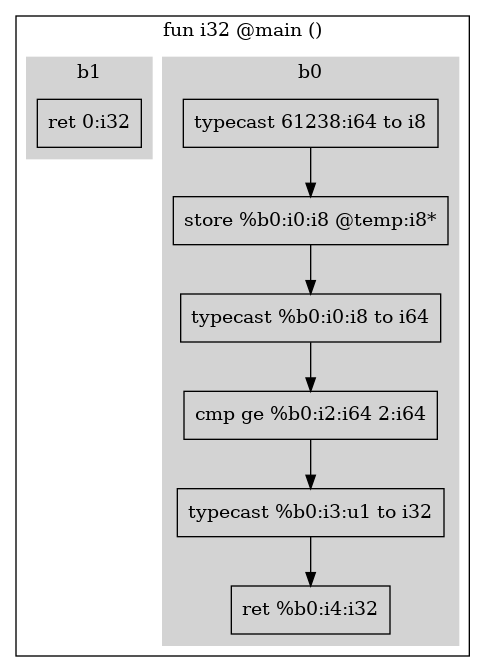 fun i32 @main ()
b1
ret 0:i32
b0
typecast 61238:i64 to i8
store %b0:i0:i8 @temp:i8*
typecast %b0:i0:i8 to i64
cmp ge %b0:i2:i64 2:i64
typecast %b0:i3:u1 to i32
ret %b0:i4:i32